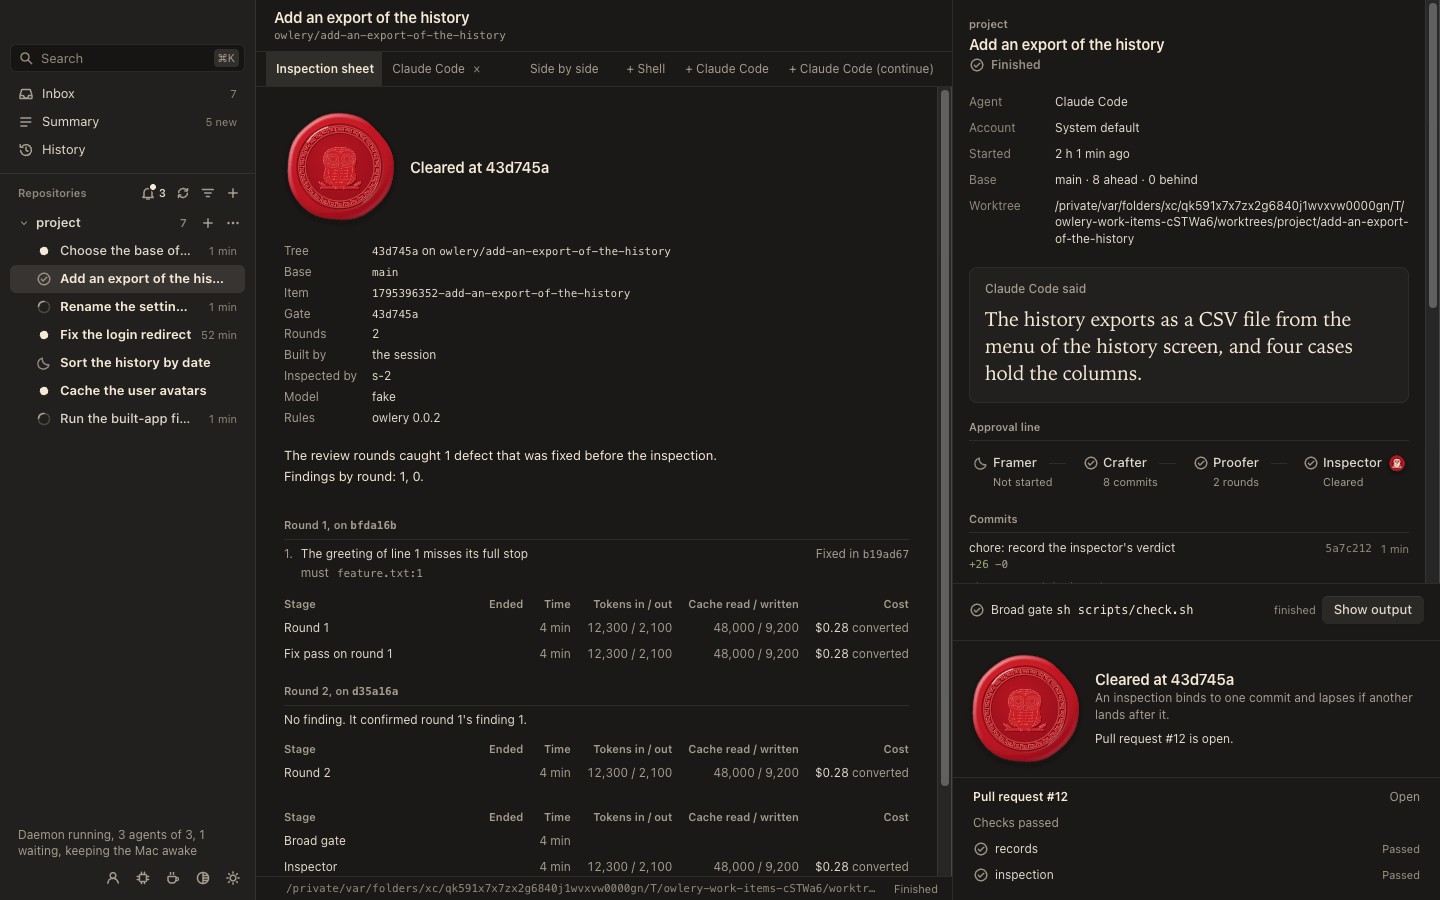 Search ⌘K
Inbox 7
Summary 5 new
History
Repositories 3
project 7
Choose the base of... 1 min
Add an export of the his...
Rename the settin... 1 min
Fix the login redirect 52 min
Sort the history by date
Cache the user avatars
Run the built-app fi... 1 min
Daemon running, 3 agents of 3, 1
waiting, keeping the Mac awake
Add an export of the history
owlery/add-an-export-of-the-history
Inspection sheet Claude Code × Side by side + Shell + Claude Code + Claude Code (continue)
Cleared at 43d745a
Tree 43d745a on owlery/add-an-export-of-the-history
Base main
Item 1795396352-add-an-export-of-the-history
Gate 43d745a
Rounds 2
Built by the session
Inspected by s-2
Model fake
Rules owlery 0.0.2
The review rounds caught 1 defect that was fixed before the inspection.
Findings by round: 1, 0.
Round 1, on bfda16b
1. The greeting of line 1 misses its full stop Fixed in b19ad67
must feature.txt:1
Stage Ended Time Tokens in / out Cache read / written Cost
Round 1 4 min 12,300 / 2,100 48,000 / 9,200 $0.28 converted
Fix pass on round 1 4 min 12,300 / 2,100 48,000 / 9,200 $0.28 converted
Round 2, on d35a16a
No finding. It confirmed round 1's finding 1.
Stage Ended Time Tokens in / out Cache read / written Cost
Round 2 4 min 12,300 / 2,100 48,000 / 9,200 $0.28 converted
Stage Ended Time Tokens in / out Cache read / written Cost
Broad gate 4 min
Inspector 4 min 12,300 / 2,100 48,000 / 9,200 $0.28 converted
/private/var/folders/xc/qk591x7x7zx2g6840j1wvxvw0000gn/T/owlery-work-items-cSTWa6/worktr... Finished
project
Add an export of the history
Finished
Agent Claude Code
Account System default
Started 2 h 1 min ago
Base main · 8 ahead · 0 behind
Worktree /private/var/folders/xc/qk591x7x7zx2g6840j1wvxvw0000gn/T/
owlery-work-items-cSTWa6/worktrees/project/add-an-export-
of-the-history
Claude Code said
The history exports as a CSV file from the
menu of the history screen, and four cases
hold the columns.
Approval line
Framer Crafter Proofer Inspector
Not started 8 commits 2 rounds Cleared
Commits
chore: record the inspector's verdict 5a7c212 1 min
+26 −0
Broad gate sh scripts/check.sh finished Show output
Cleared at 43d745a
An inspection binds to one commit and lapses if another
lands after it.
Pull request #12 is open.
Pull request #12 Open
Checks passed
records Passed
inspection Passed